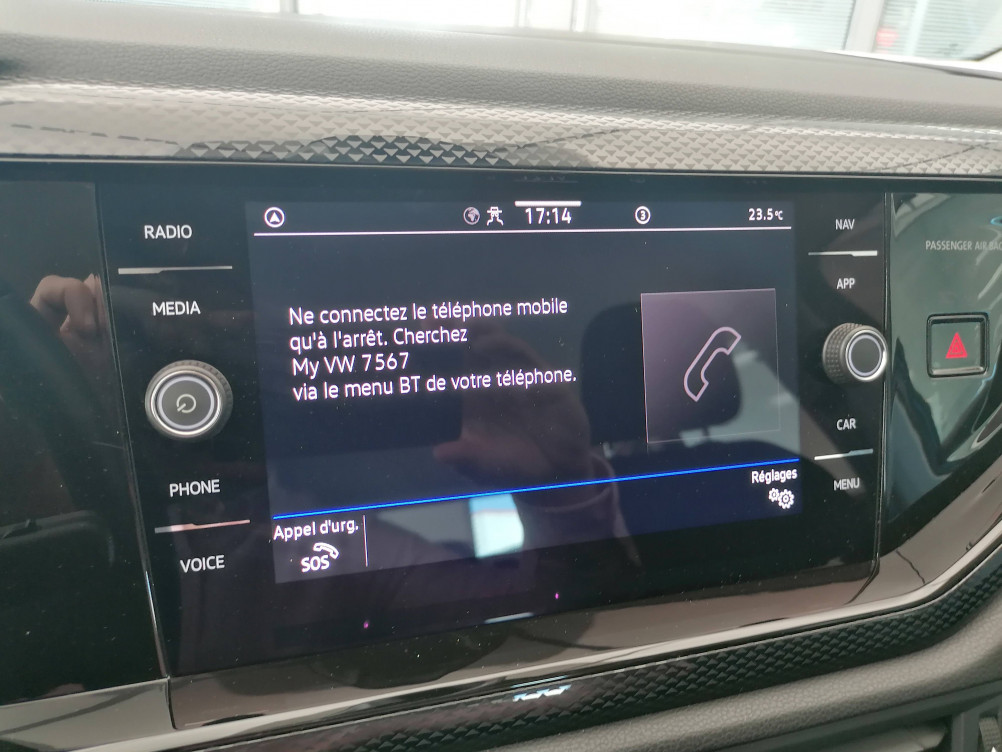 RADIO
MEDIA
PHONE
VOICE
17:14
3
23.5°C
Ne connectez le téléphone mobile
qu'à l'arrêt. Cherchez
My VW 7567
via le menu BT de votre téléphone.
Réglages
Appel d'urg.
SOS
NAV
APP
CAR
MENU
PASSENGER AIR BAG